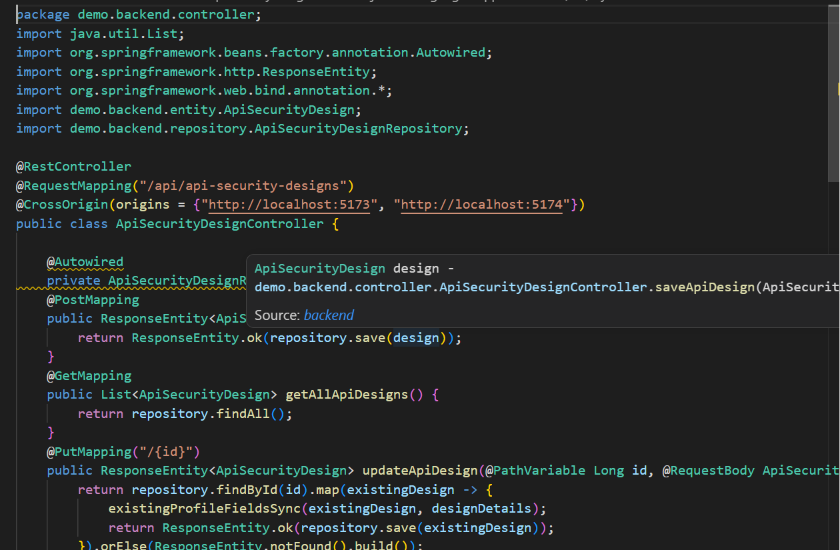 package demo.backend.controller;
import java.util.List;
import org.springframework.beans.factory.annotation.Autowired;
import org.springframework.http.ResponseEntity;
import org.springframework.web.bind.annotation.*;
import demo.backend.entity.ApiSecurityDesign;
import demo.backend.repository.ApiSecurityDesignRepository;
@RestController
@RequestMapping("/api/api-security-designs")
@CrossOrigin(origins = {"http://localhost:5173", "http://localhost:5174"})
public class ApiSecurityDesignController {
@Autowired
private ApiSecurityDesignR
ApiSecurityDesign design -
demo.backend.controller.ApiSecurityDesignController.saveApiDesign(ApiSecurit
Source: backend
@PostMapping
public ResponseEntity<ApiS
return ResponseEntity.ok(repository.save(design));
}
@GetMapping
public List<ApiSecurityDesign> getAllApiDesigns() {
return repository.findAll();
}
@PutMapping("/{id}")
public ResponseEntity<ApiSecurityDesign> updateApiDesign(@PathVariable Long id, @RequestBody ApiSecurit
return repository.findById(id).map(existingDesign -> {
existingProfileFieldsSync(existingDesign, designDetails);
return ResponseEntity.ok(repository.save(existingDesign));
}).orElse(ResponseEntity.notFound().build());